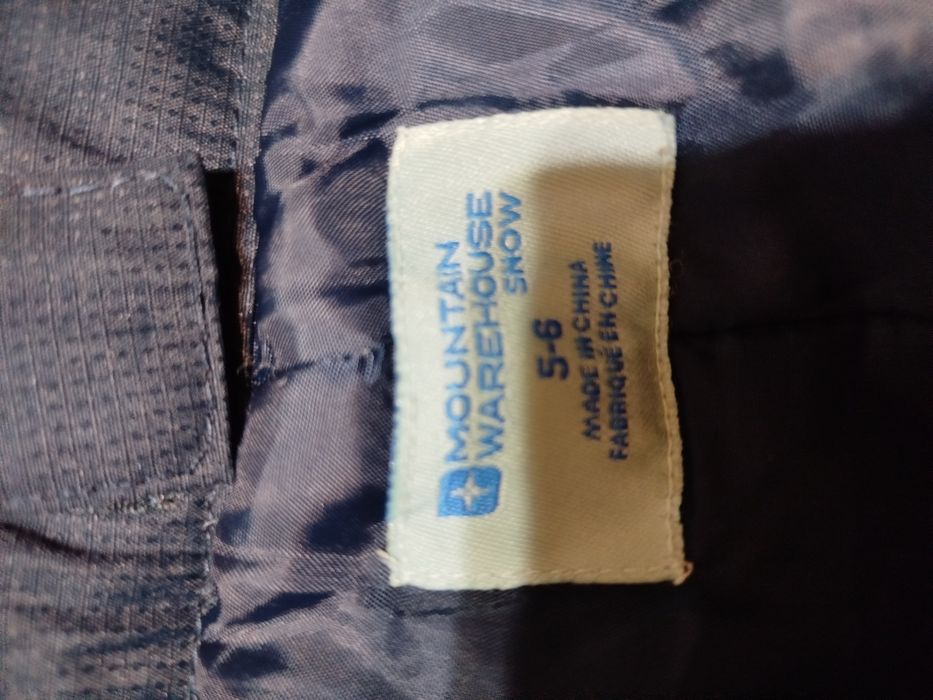 MOUNTAIN
WAREHOUSE
SNOW
5-6
MADE IN CHINA
FABRIQUÉ EN CHINE